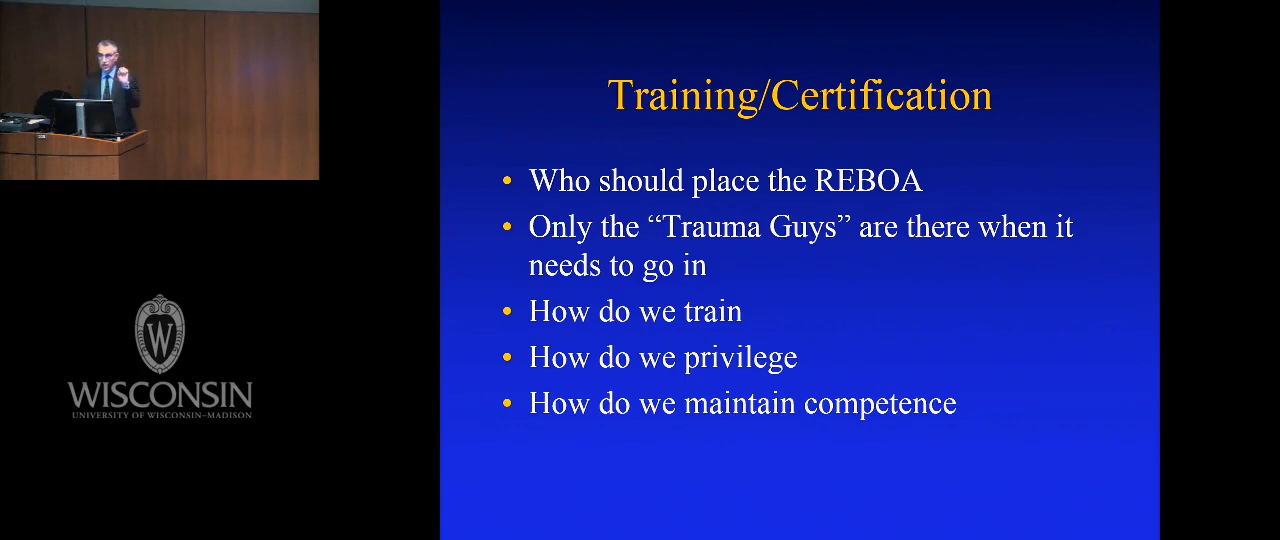 Training/Certification
• Who should place the REBOA
• Only the “Trauma Guys” are there when it
needs to go in
• How do we train
• How do we privilege
• How do we maintain competence
W
WISCONSIN
UNIVERSITY OF WISCONSIN–MADISON